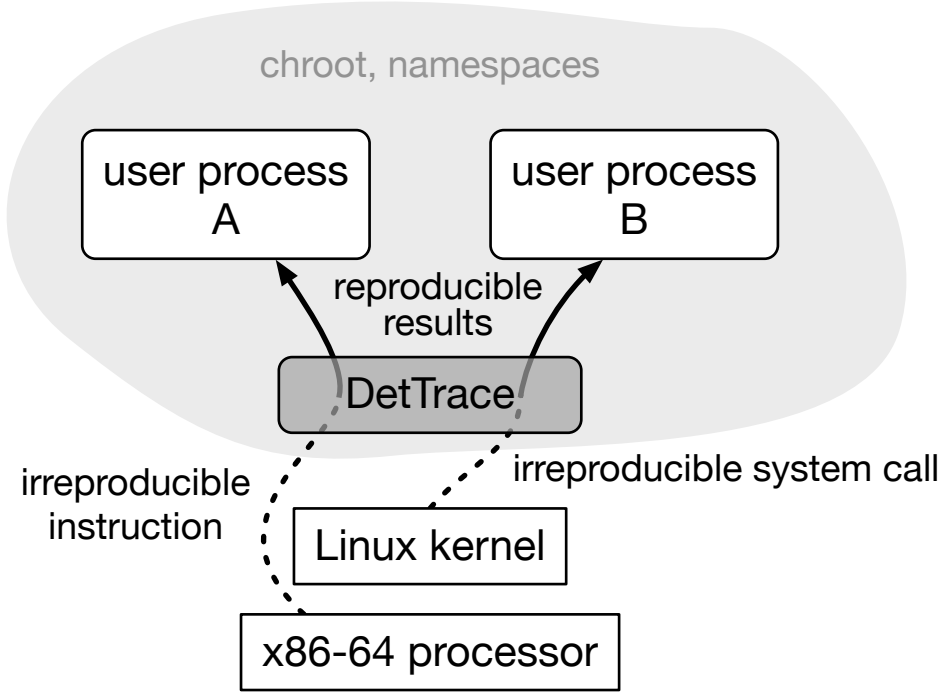 chroot, namespaces
user process
A
user process
B
reproducible
results
DetTrace
irreproducible
instruction
irreproducible system call
Linux kernel
x86-64 processor